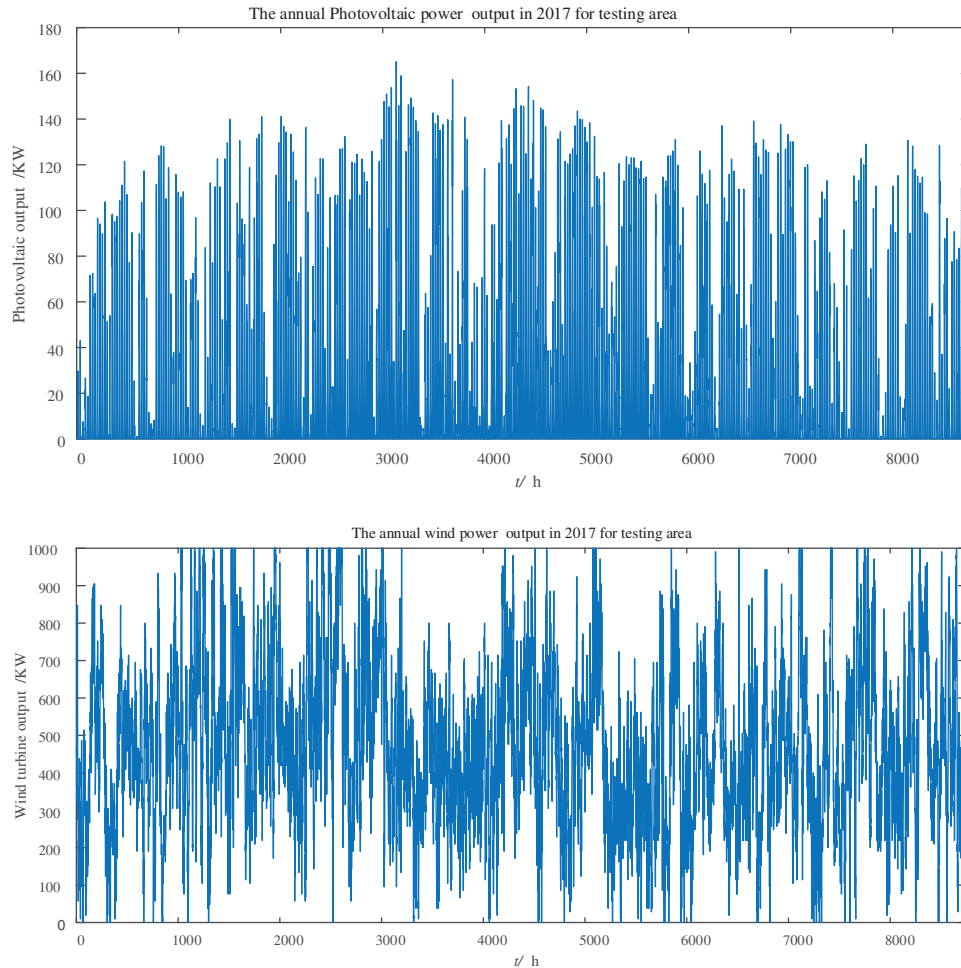 The annual Photovoltaic power output in 2017 for testing area
180
160
140
120
100
80
60
40
20
0
Photovoltaic output /KW
0 1000 2000 3000 4000 5000 6000 7000 8000
t/ h
The annual wind power output in 2017 for testing area
1000
900
800
700
600
500
400
300
200
100
0
Wind turbine output /KW
0 1000 2000 3000 4000 5000 6000 7000 8000
t/ h